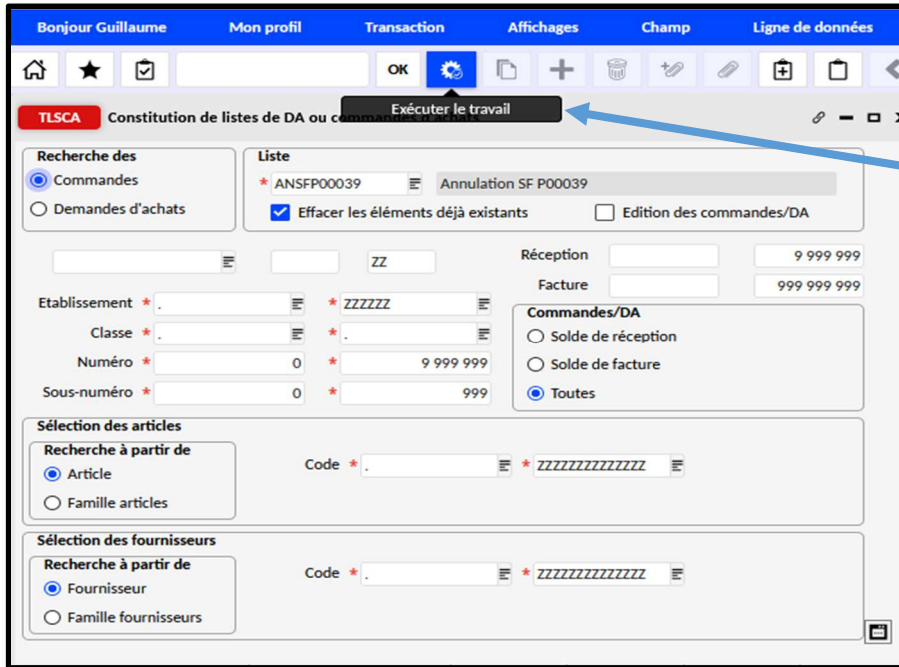 Bonjour Guillaume Mon profil Transaction Affichages Champ Ligne de données
OK
Exécuter le travail
TLSCA Constitution de listes de DA ou commandes d'achats
Recherche des
Commandes
Demandes d'achats
Liste
* ANSFP00039 Annulation SF P00039
Effacer les éléments déjà existants Edition des commandes/DA
ZZ
Réception 9 999 999
Facture 999 999 999
Etablissement * . * ZZZZZZ
Classe * . * .
Numéro * 0 * 9 999 999
Sous-numéro * 0 * 999
Commandes/DA
Solde de réception
Solde de facture
Toutes
Sélection des articles
Recherche à partir de
Article
Famille articles
Code * . * ZZZZZZZZZZZZZZ
Sélection des fournisseurs
Recherche à partir de
Fournisseur
Famille fournisseurs
Code * . * ZZZZZZZZZZZZZZ